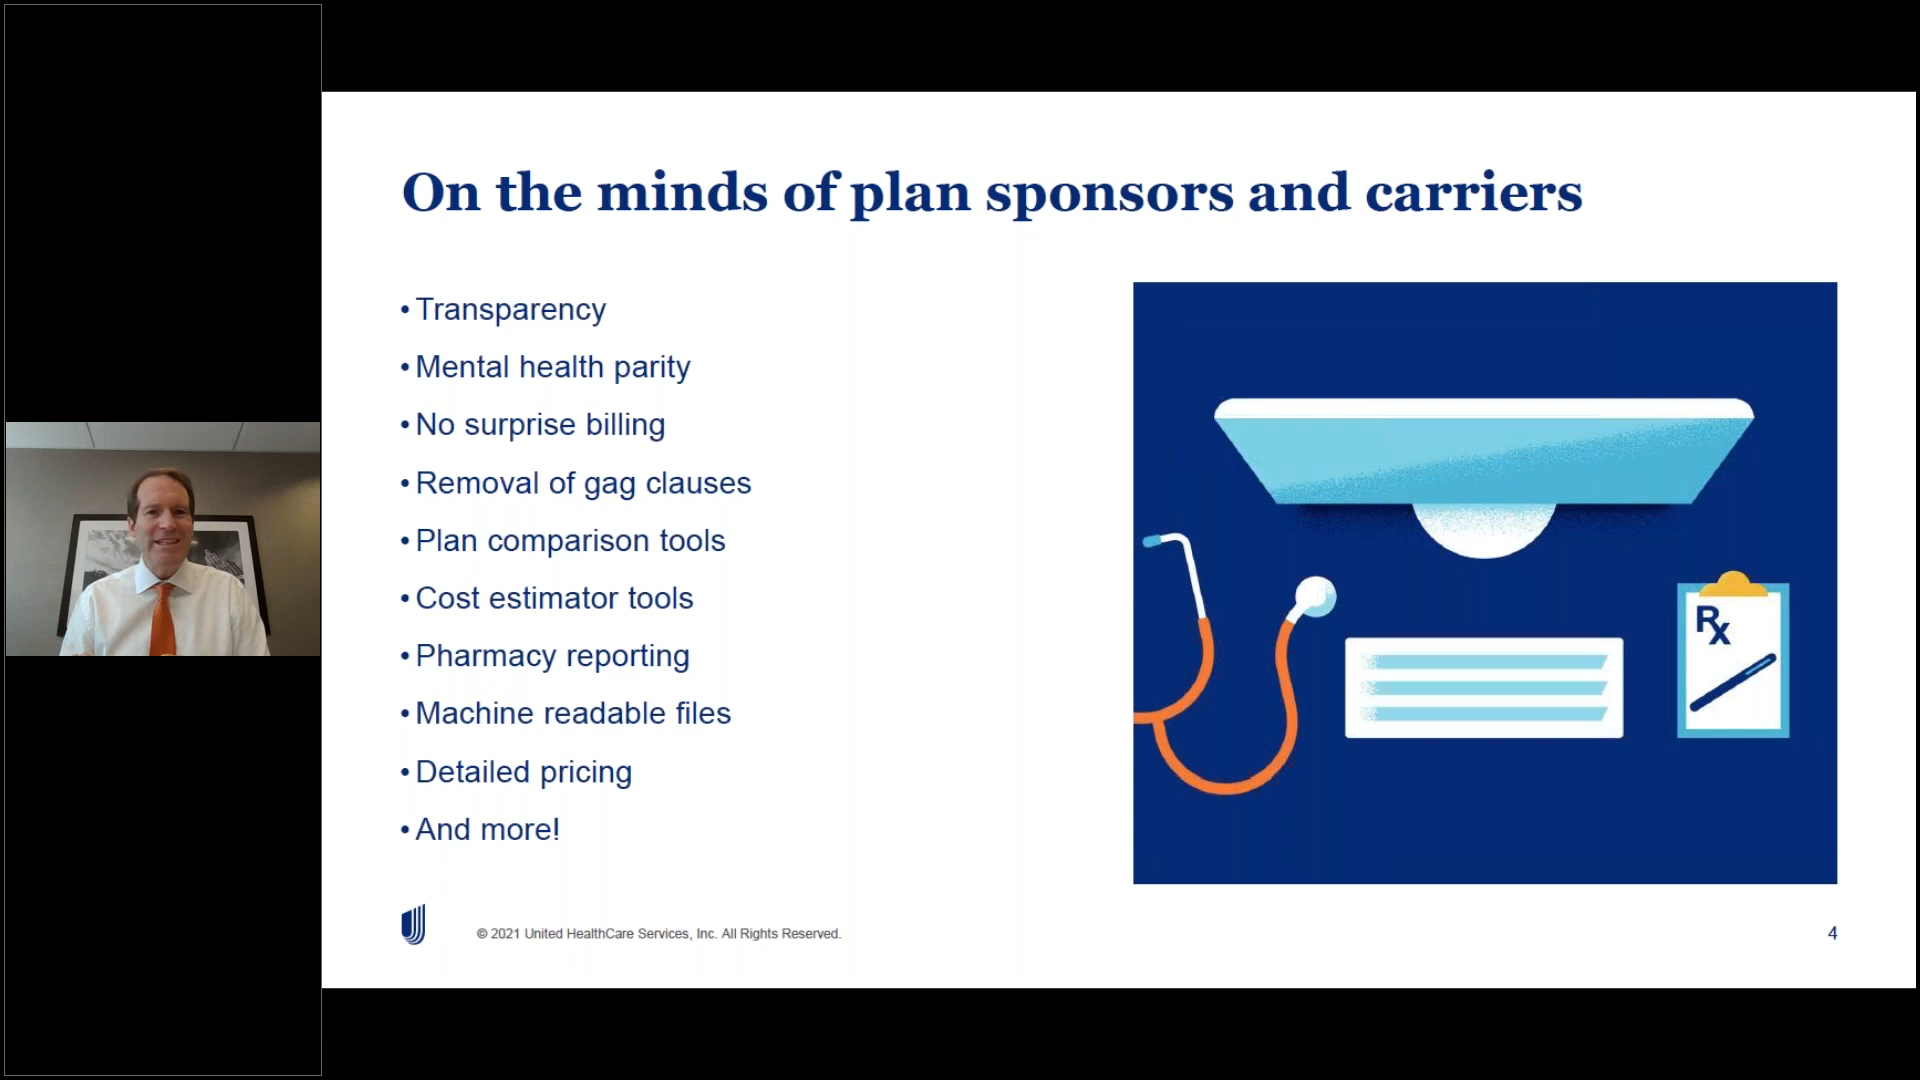 On the minds of plan sponsors and carriers
• Transparency
• Mental health parity
• No surprise billing
• Removal of gag clauses
• Plan comparison tools
• Cost estimator tools
• Pharmacy reporting
• Machine readable files
• Detailed pricing
• And more!
Rx
© 2021 United HealthCare Services, Inc. All Rights Reserved.
4